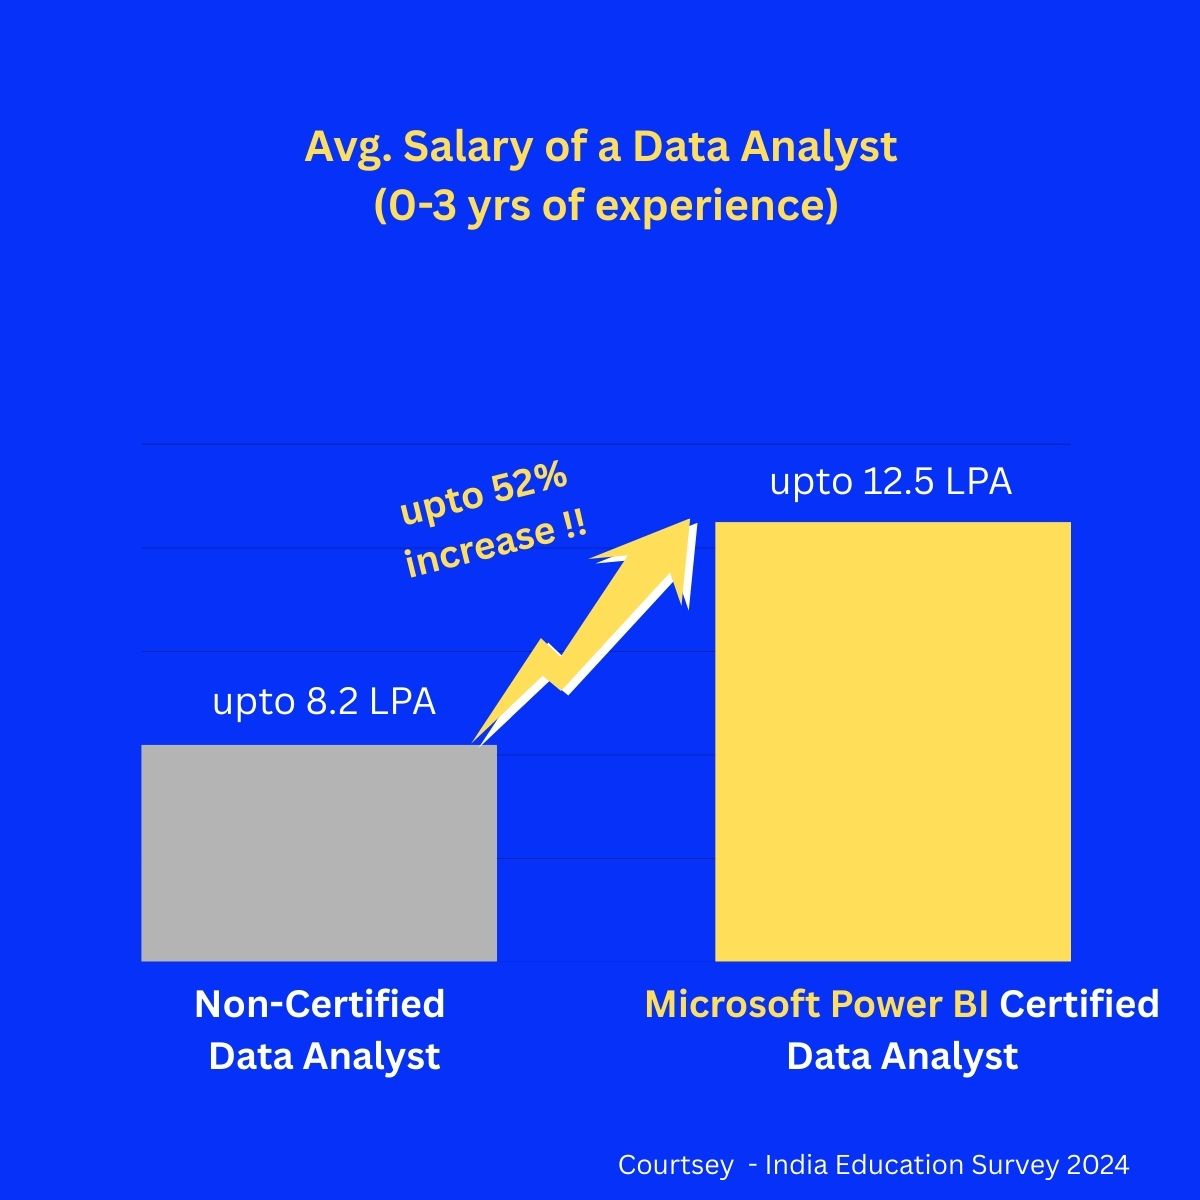 Avg. Salary of a Data Analyst
(0-3 yrs of experience)
upto 52%
increase !!
upto 12.5 LPA
upto 8.2 LPA
Non-Certified
Data Analyst
Microsoft Power BI Certified
Data Analyst
Courtsey - India Education Survey 2024